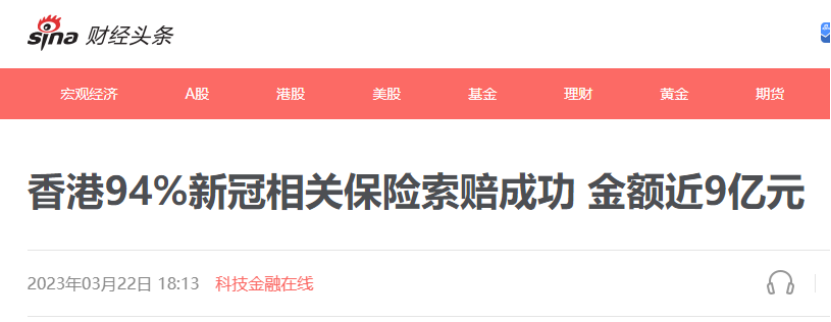 sina 财经头条
宏观经济 A股 港股 美股 基金 理财 黄金 期货
香港94%新冠相关保险索赔成功 金额近9亿元
2023年03月22日 18:13 科技金融在线